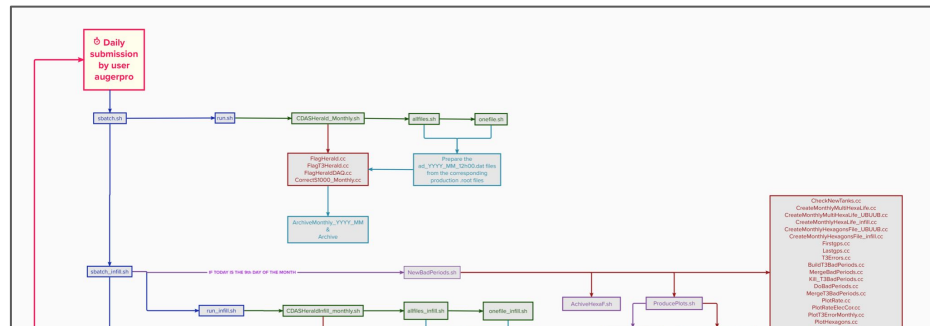 Daily
submission
by user
augerpro
sbatch.sh
run.sh
CDASHerald_Monthly.sh
allfiles.sh
onefile.sh
FlagHerald.cc
FlagT3Herald.cc
FlagHeraldDAQ.cc
CorrectS1000_Monthly.cc
Prepare the
ed_YYYY_MM_12h00.dat files
from the corresponding
production .root files
ArchiveMonthly_YYYY_MM
&
Archive
CheckNewTanks.cc
CreateMonthlyMultiHexaLife.cc
CreateMonthlyMultiHexaLife_UBUUB.cc
CreateMonthlyHexaLife_infill.cc
CreateMonthlyHexagonsFile_UBUUB.cc
CreateMonthlyHexagonsFile_infill.cc
Firstgps.cc
Lastgps.cc
T3Errors.cc
BuildT3BadPeriods.cc
MergeBadPeriods.cc
Kill_T3BadPeriods.cc
DoBadPeriods.cc
MergeT3BadPeriods.cc
PlotRate.cc
PlotRateElecCor.cc
PlotT3ErrorMonthly.cc
PlotHexagons.cc
sbatch_infill.sh
IF TODAY IS THE 9th DAY OF THE MONTH
NewBadPeriods.sh
AchiveHexaF.sh
ProducePlots.sh
run_infill.sh
CDASHeraldInfill_monthly.sh
allfiles_infill.sh
onefile_infill.sh